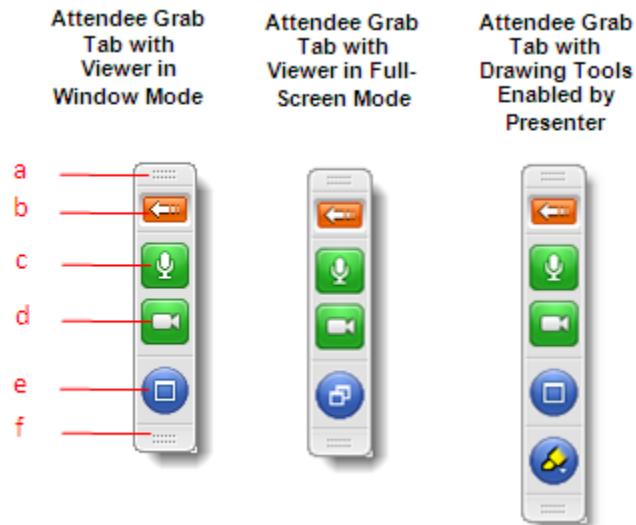 Attendee Grab
Tab with
Viewer in
Window Mode
Attendee Grab
Tab with
Viewer in Full-
Screen Mode
Attendee Grab
Tab with
Drawing Tools
Enabled by
Presenter
a
b
c
d
e
f